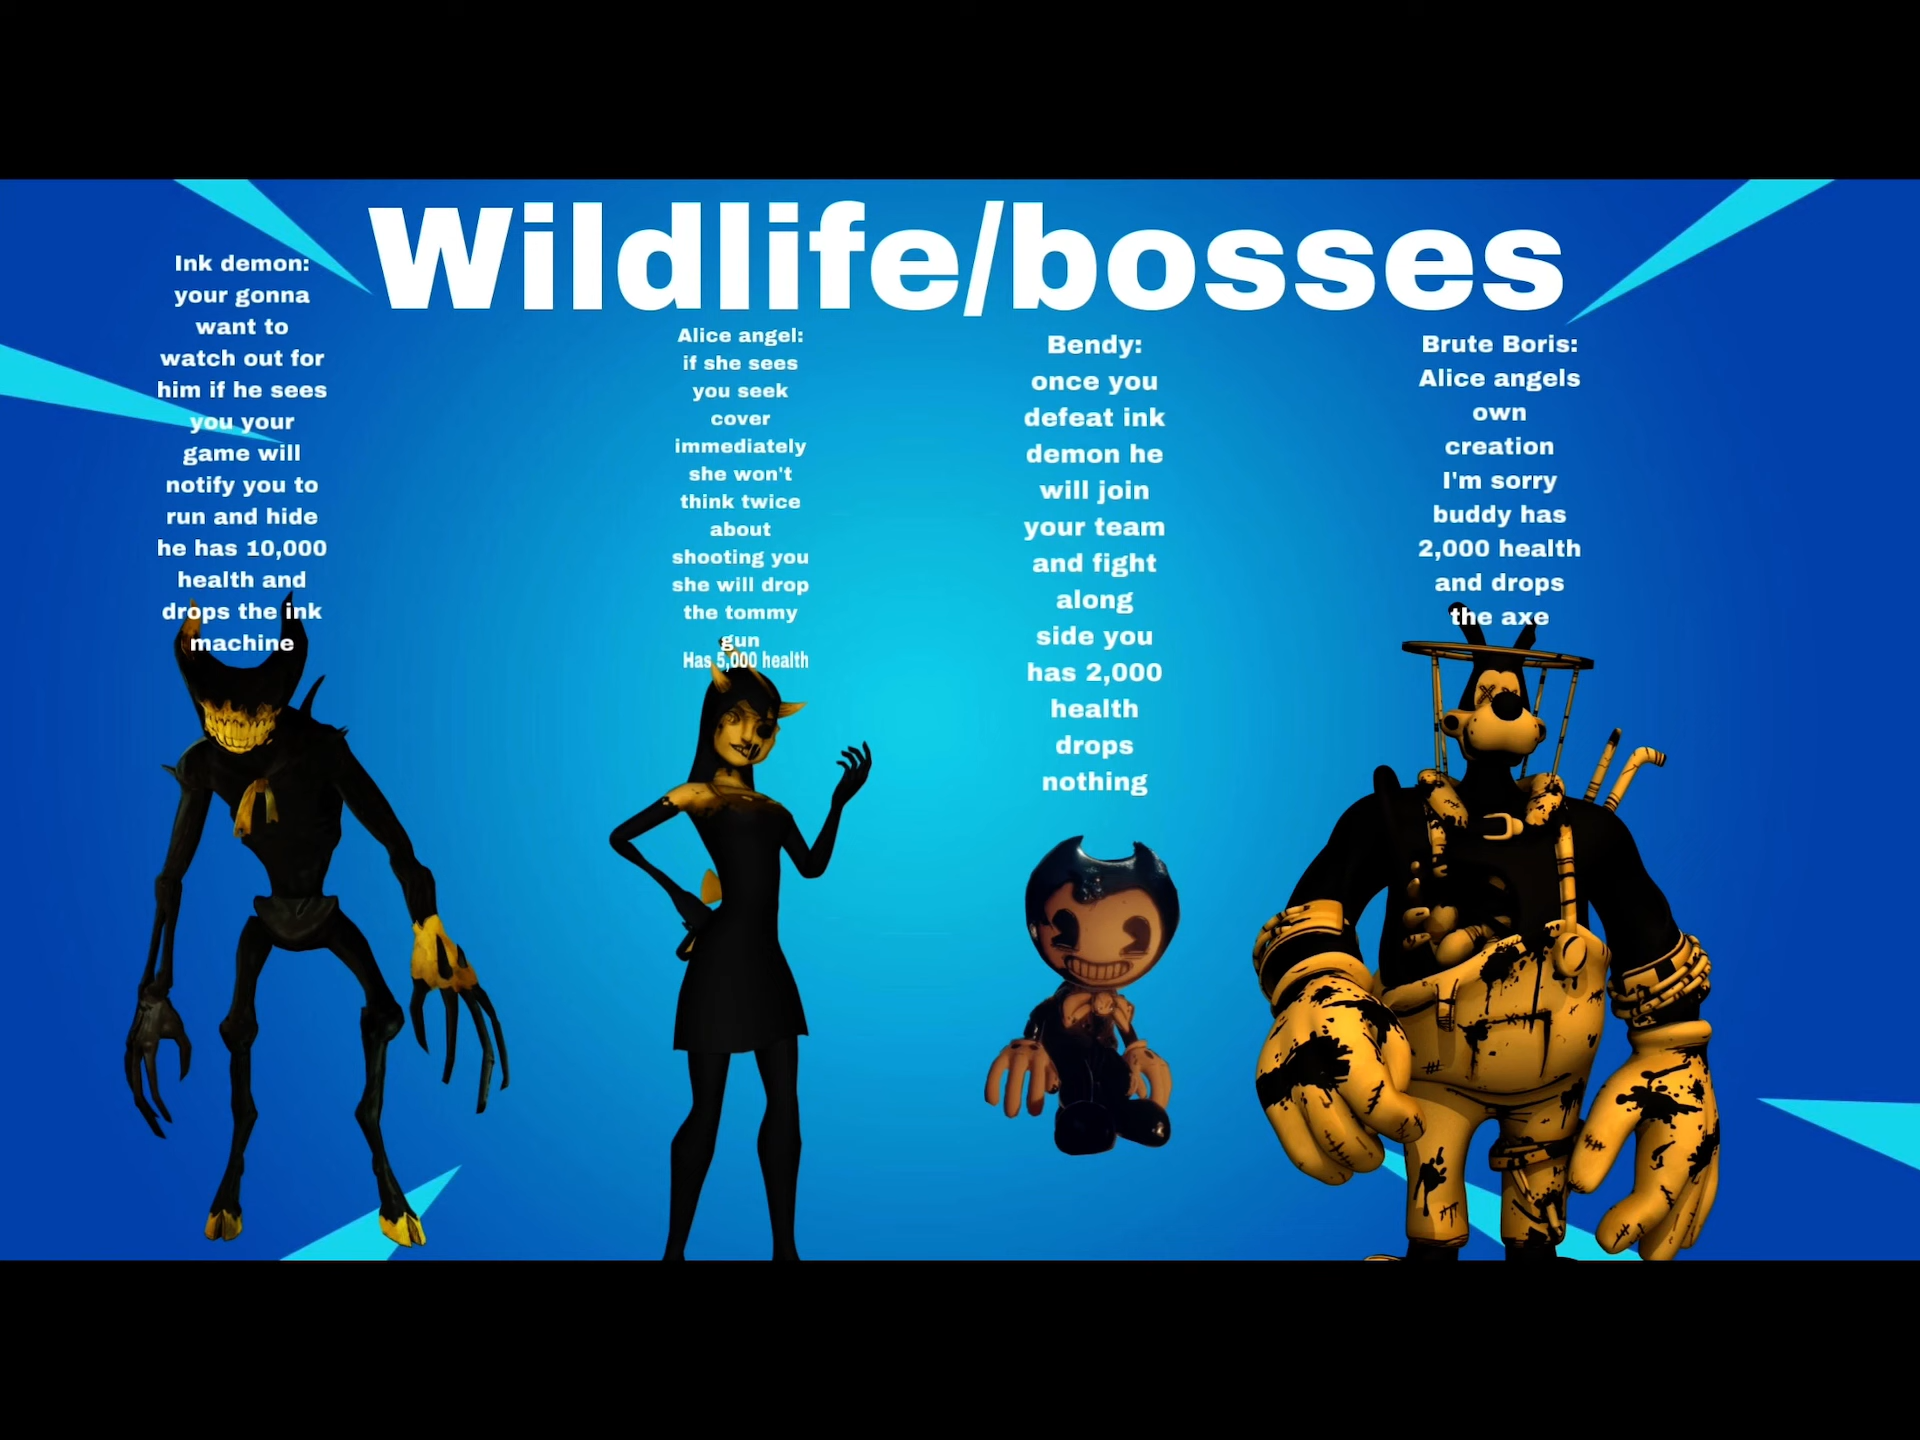 Wildlife/bosses
Ink demon:
your gonna
want to
watch out for
him if he sees
you your
game will
notify you to
run and hide
he has 10,000
health and
drops the ink
machine
Alice angel:
if she sees
you seek
cover
immediately
she won't
think twice
about
shooting you
she will drop
the tommy
gun
Has 5,000 health
Bendy:
once you
defeat ink
demon he
will join
your team
and fight
along
side you
has 2,000
health
drops
nothing
Brute Boris:
Alice angels
own
creation
I'm sorry
buddy has
2,000 health
and drops
the axe